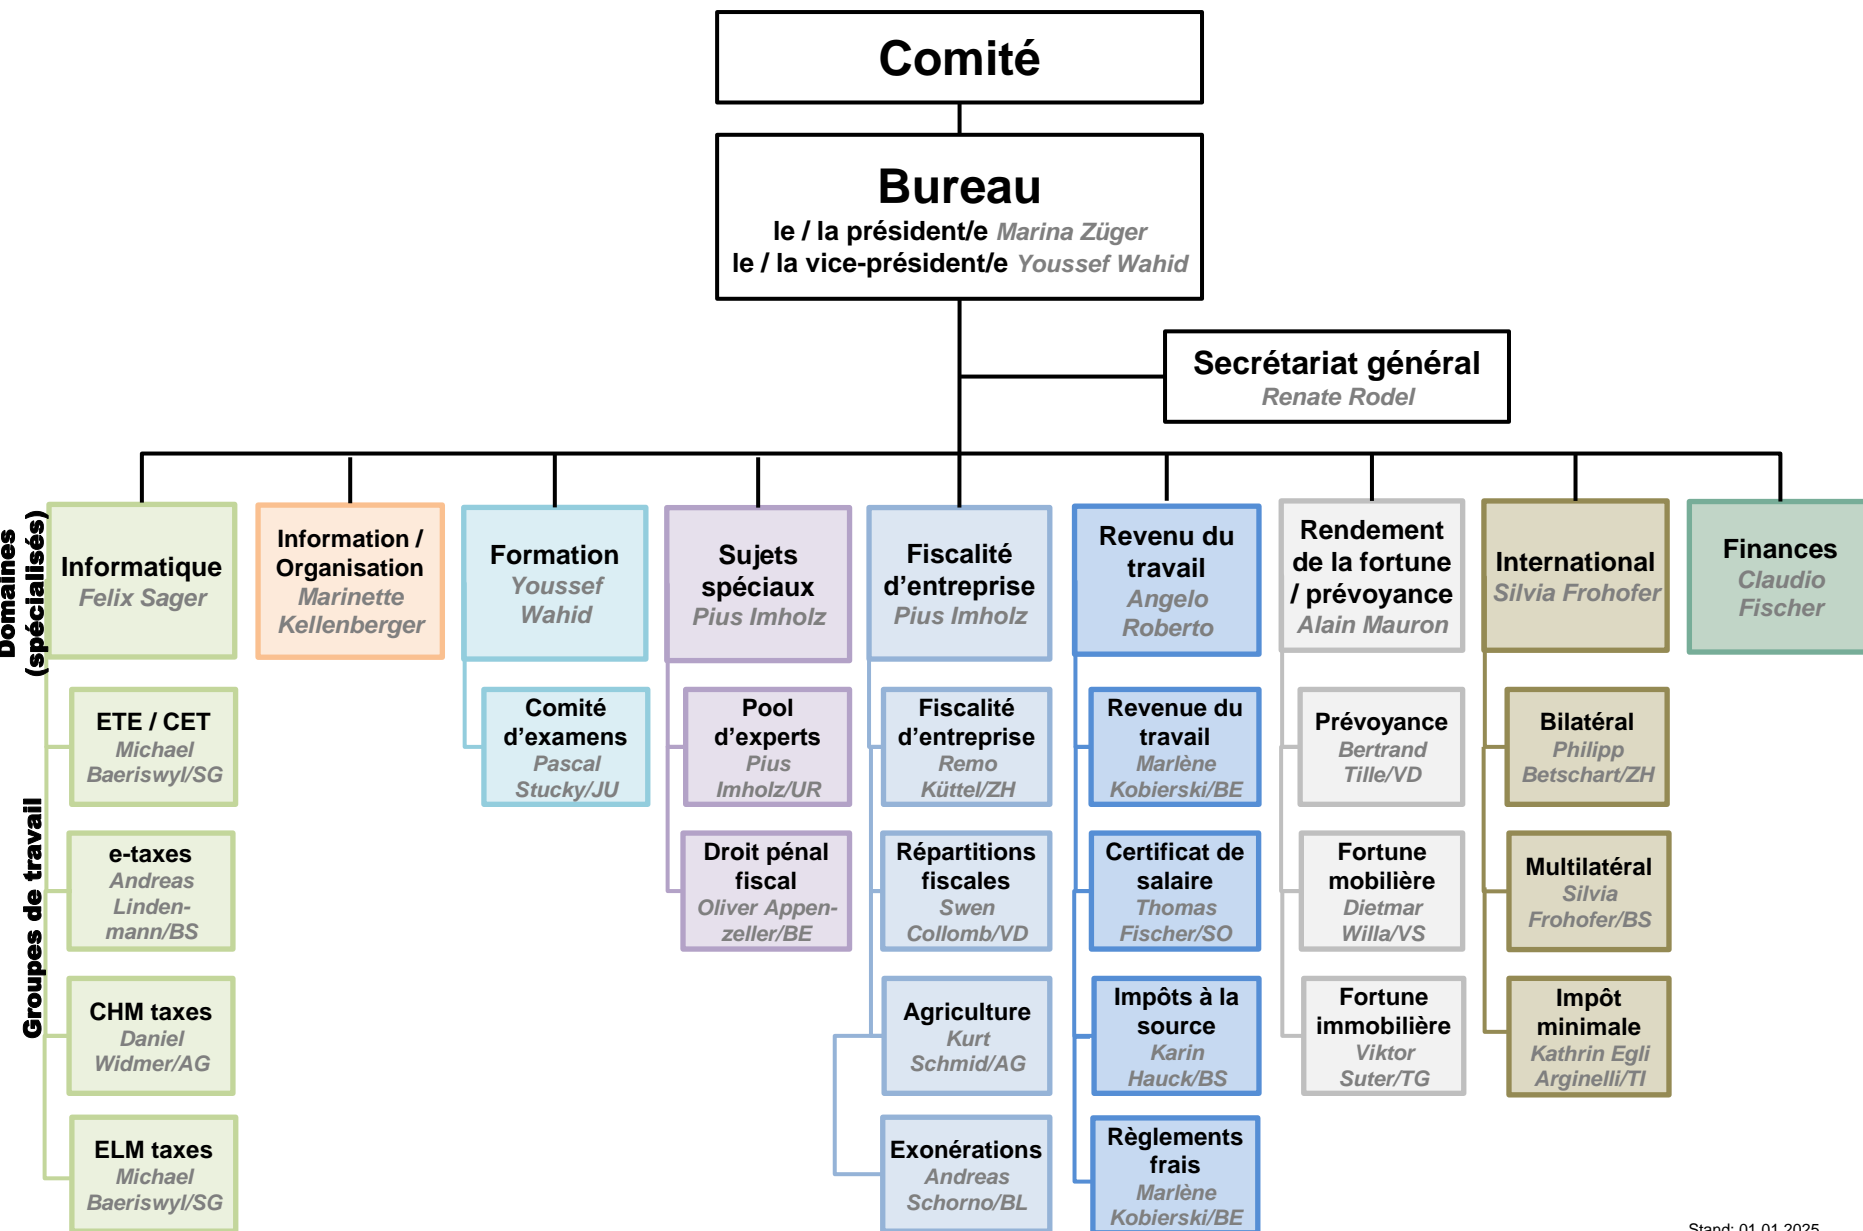 Comité
Bureau
le / la président/e Marina Züger
le / la vice-président/e Youssef Wahid
Secrétariat général
Renate Rodel
Domaines
(spécialisés)
Informatique
Felix Sager
Information /
Organisation
Marinette
Kellenberger
Formation
Youssef
Wahid
Sujets
spéciaux
Pius Imholz
Fiscalité
d’entreprise
Pius Imholz
Revenu du
travail
Angelo
Roberto
Rendement
de la fortune
/ prévoyance
Alain Mauron
International
Silvia Frohofer
Finances
Claudio
Fischer
Groupes de travail
ETE / CET
Michael
Baeriswyl/SG
Comité
d’examens
Pascal
Stucky/JU
Pool
d’experts
Pius
Imholz/UR
Fiscalité
d’entreprise
Remo
Küttel/ZH
Revenue du
travail
Marlène
Kobierski/BE
Prévoyance
Bertrand
Tille/VD
Bilatéral
Philipp
Betschart/ZH
e-taxes
Andreas
Linden-
mann/BS
Droit pénal
fiscal
Oliver Appen-
zeller/BE
Répartitions
fiscales
Swen
Collomb/VD
Certificat de
salaire
Thomas
Fischer/SO
Fortune
mobilière
Dietmar
Willa/VS
Multilatéral
Silvia
Frohofer/BS
CHM taxes
Daniel
Widmer/AG
Agriculture
Kurt
Schmid/AG
Impôts à la
source
Karin
Hauck/BS
Fortune
immobilière
Viktor
Suter/TG
Impôt
minimale
Kathrin Egli
Arginelli/TI
ELM taxes
Michael
Baeriswyl/SG
Exonérations
Andreas
Schorno/BL
Règlements
frais
Marlène
Kobierski/BE
Stand: 01.01.2025